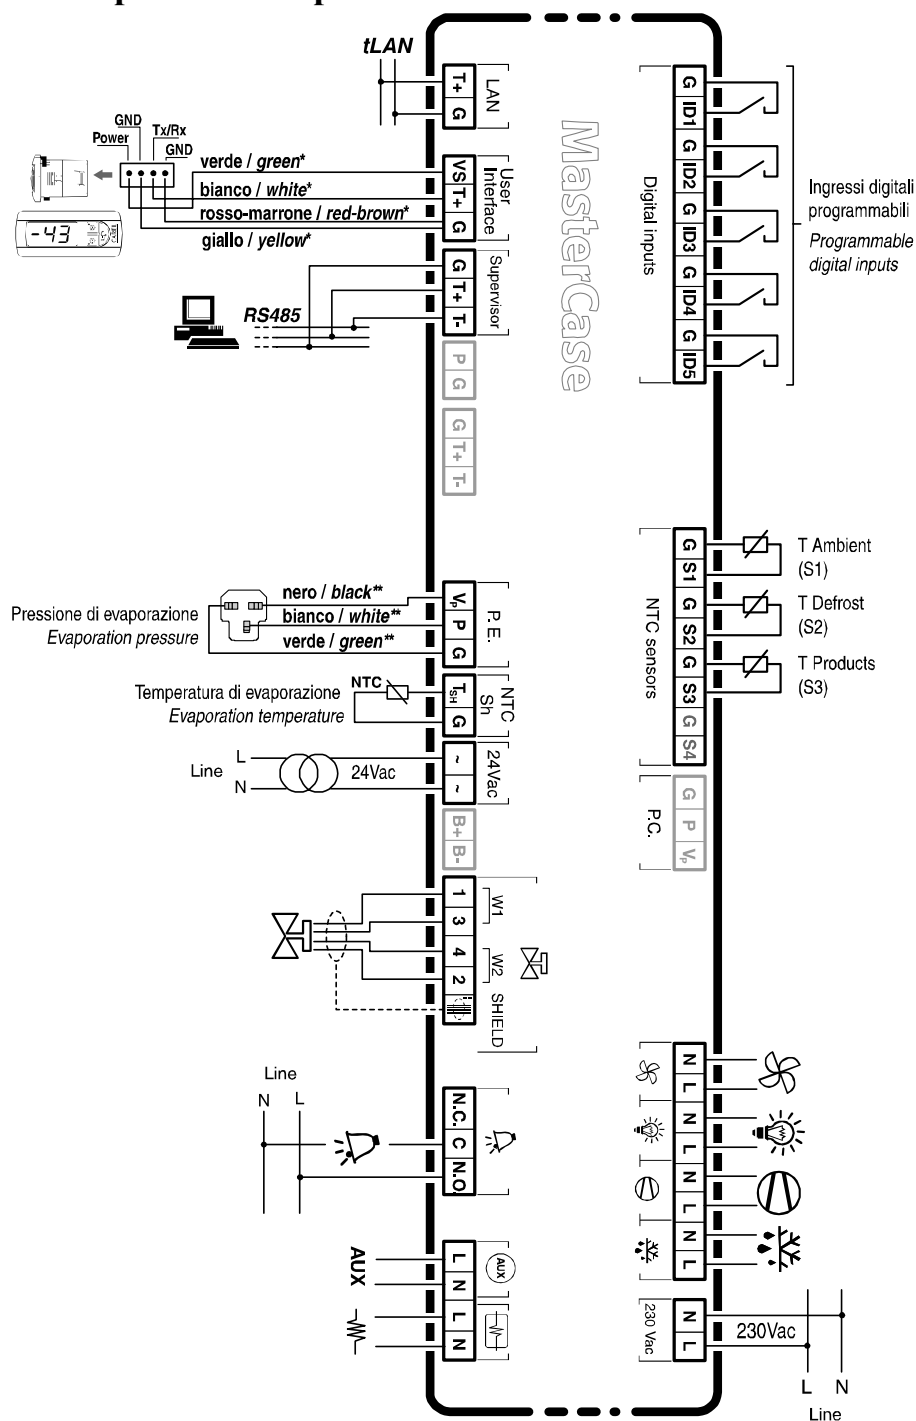 tLAN
T+
G
LAN
GND
Power
Tx/Rx
GND
verde / green*
bianco / white*
rosso-marrone / red-brown*
giallo / yellow*
VS
T+
G
User
Interface
-43
RS485
G
T+
T-
Supervisor
P
G
G
T+
T-
MasterCase
Digital inputs
G
ID1
G
ID2
G
ID3
G
ID4
G
ID5
Ingressi digitali
programmabili
Programmable
digital inputs
nero / black**
bianco / white**
verde / green**
Pressione di evaporazione
Evaporation pressure
VP
P
G
P.E.
Temperatura di evaporazione
Evaporation temperature
NTC
TSH
G
NTC
Sh
Line
L
N
24Vac
~
~
24Vac
B+
B-
NTC sensors
G
S1
G
S2
G
S3
G
S4
T Ambient
(S1)
T Defrost
(S2)
T Products
(S3)
P.C.
G
P
VP
1
3
4
2
W1
W2
SHIELD
Line
N
L
N.C.
C
N.O.
AUX
L
N
L
N
AUX
N
L
N
L
N
L
N
L
230 Vac
N
L
230Vac
L
N
Line